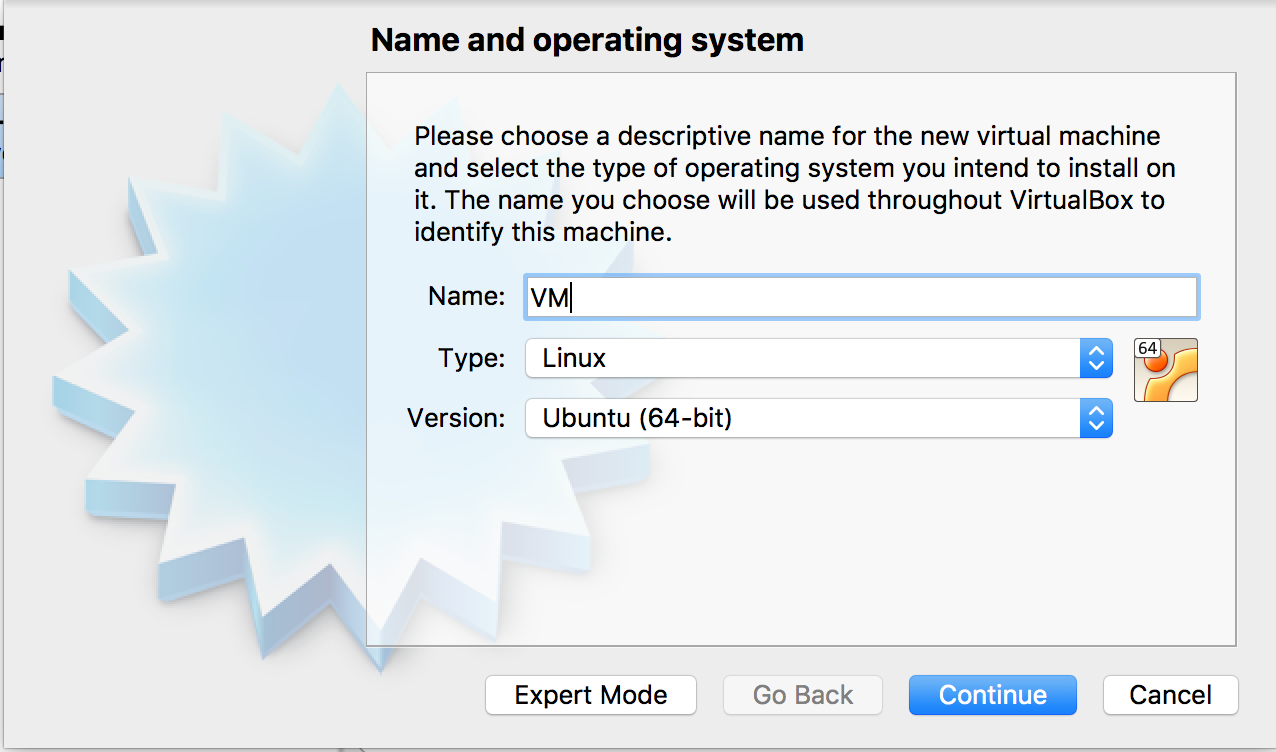 Name and operating system
Please choose a descriptive name for the new virtual machine
and select the type of operating system you intend to install on
it. The name you choose will be used throughout VirtualBox to
identify this machine.
Name: VM
Type: Linux
64
Version: Ubuntu (64-bit)
Expert Mode Go Back Continue Cancel